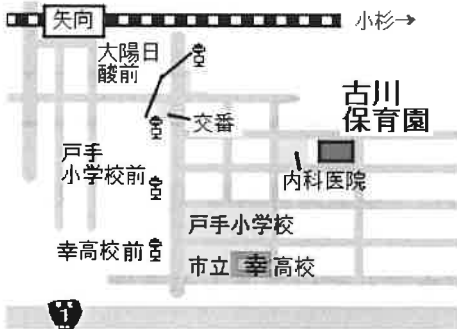 矢向
小杉→
大陽日
酸前
古川
保育園
交番
戸手
小学校前
内科医院
戸手小学校
幸高校前
市立 幸 高校
1